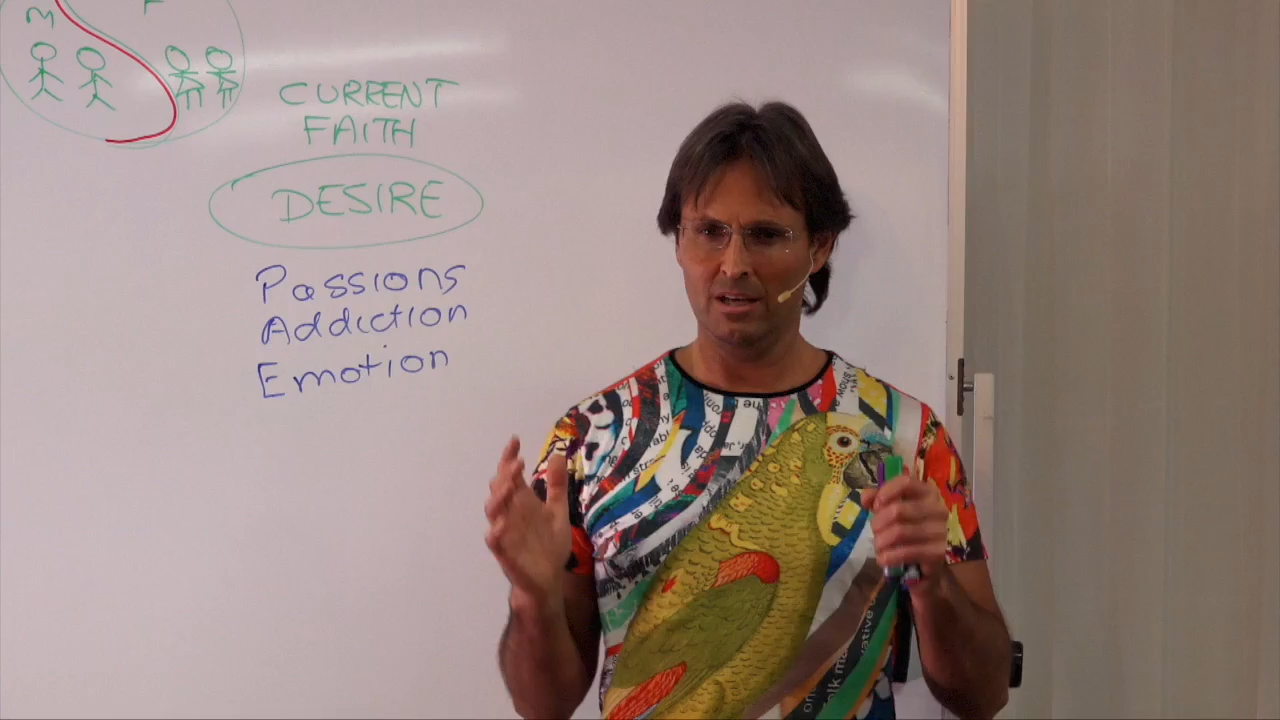 M F
CURRENT
FAITH
DESIRE
Passions
Addiction
Emotion